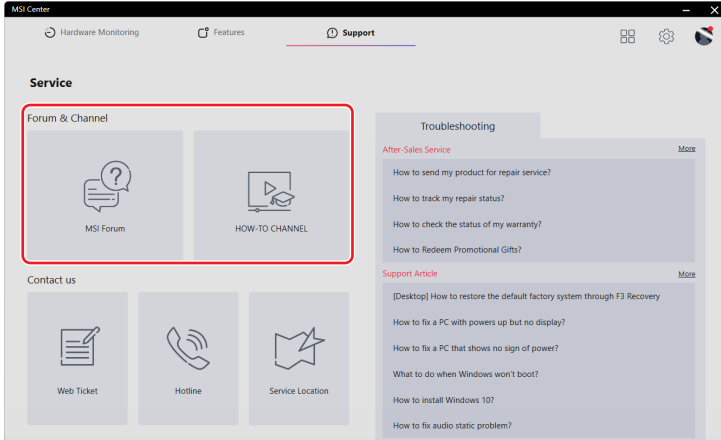 MSI Center
Hardware Monitoring
Features
Support
Service
Forum & Channel
MSI Forum
HOW-TO CHANNEL
Contact us
Web Ticket
Hotline
Service Location
Troubleshooting
After-Sales Service
More
How to send my product for repair service?
How to track my repair status?
How to check the status of my warranty?
How to Redeem Promotional Gifts?
Support Article
More
[Desktop] How to restore the default factory system through F3 Recovery
How to fix a PC with powers up but no display?
How to fix a PC that shows no sign of power?
What to do when Windows won't boot?
How to install Windows 10?
How to fix audio static problem?